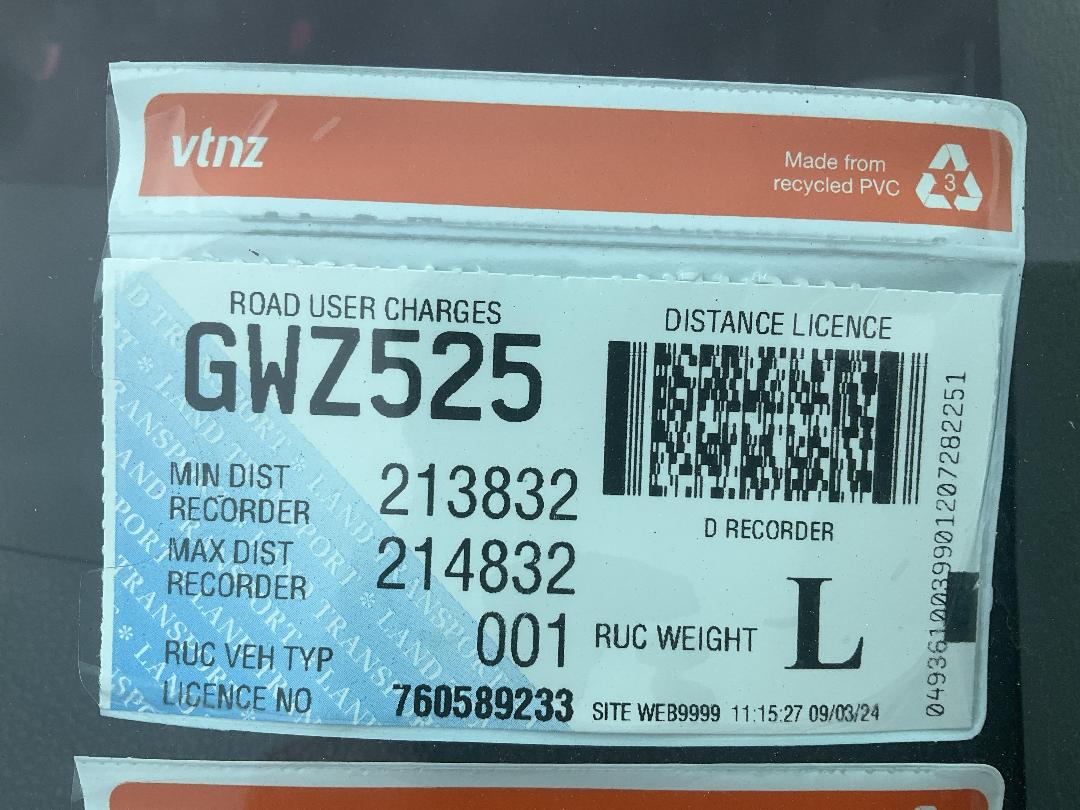 vtnz
Made from
recycled PVC
3
ROAD USER CHARGES
GWZ525
DISTANCE LICENCE
MIN DIST
RECORDER 213832
MAX DIST
RECORDER 214832
D RECORDER
RUC VEH TYP 001
RUC WEIGHT L
LICENCE NO 760589233
SITE WEB9999 11:15:27 09/03/24
LAND TRANSPORT